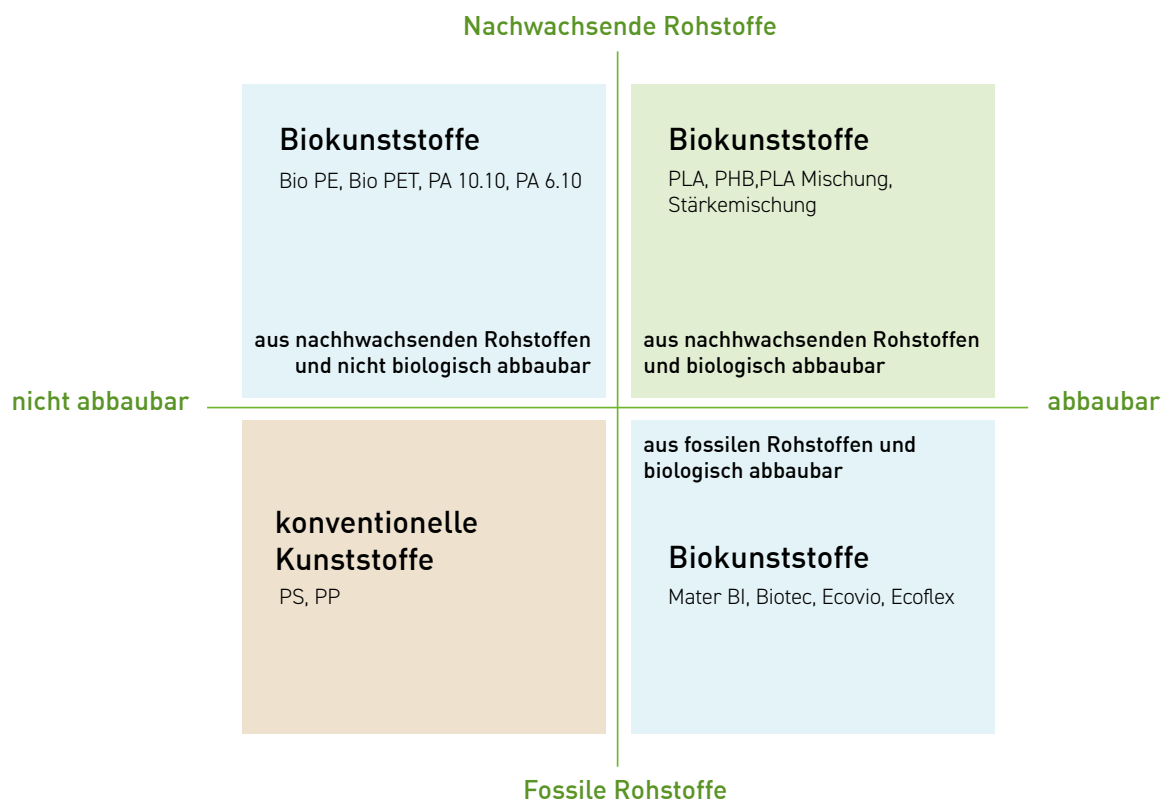 Nachwachsende Rohstoffe
Biokunststoffe
Bio PE, Bio PET, PA 10.10, PA 6.10
aus nachhwachsenden Rohstoffen
und nicht biologisch abbaubar
Biokunststoffe
PLA, PHB,PLA Mischung,
Stärkemischung
aus nachhwachsenden Rohstoffen
und biologisch abbaubar
nicht abbaubar
abbaubar
konventionelle
Kunststoffe
PS, PP
aus fossilen Rohstoffen und
biologisch abbaubar
Biokunststoffe
Mater BI, Biotec, Ecovio, Ecoflex
Fossile Rohstoffe